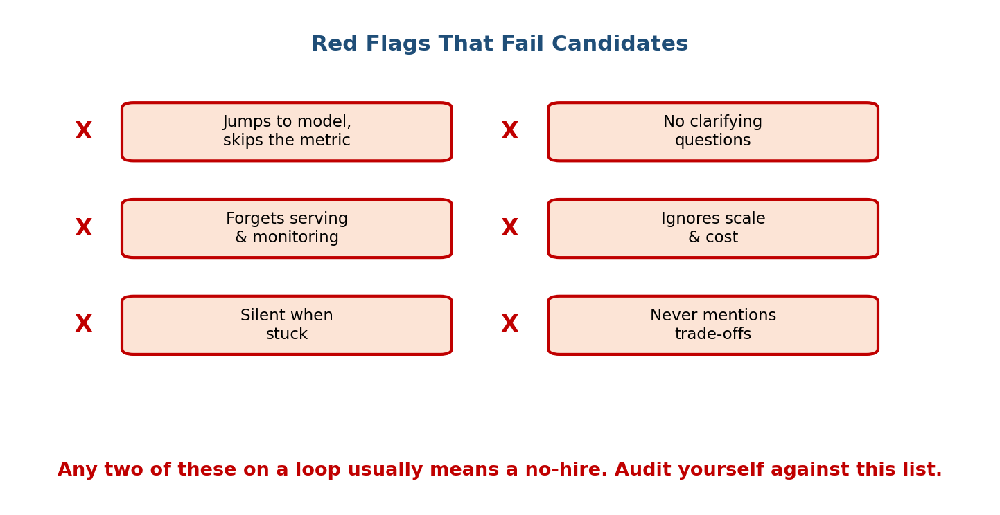 Red Flags That Fail Candidates
X
Jumps to model,
skips the metric
X
No clarifying
questions
X
Forgets serving
& monitoring
X
Ignores scale
& cost
X
Silent when
stuck
X
Never mentions
trade-offs
Any two of these on a loop usually means a no-hire. Audit yourself against this list.